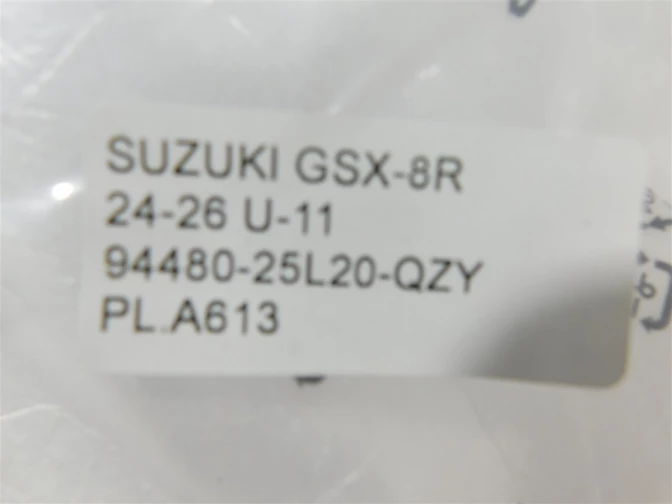 SUZUKI GSX-8R
24-26 U-11
94480-25L20-QZY
PL.A613